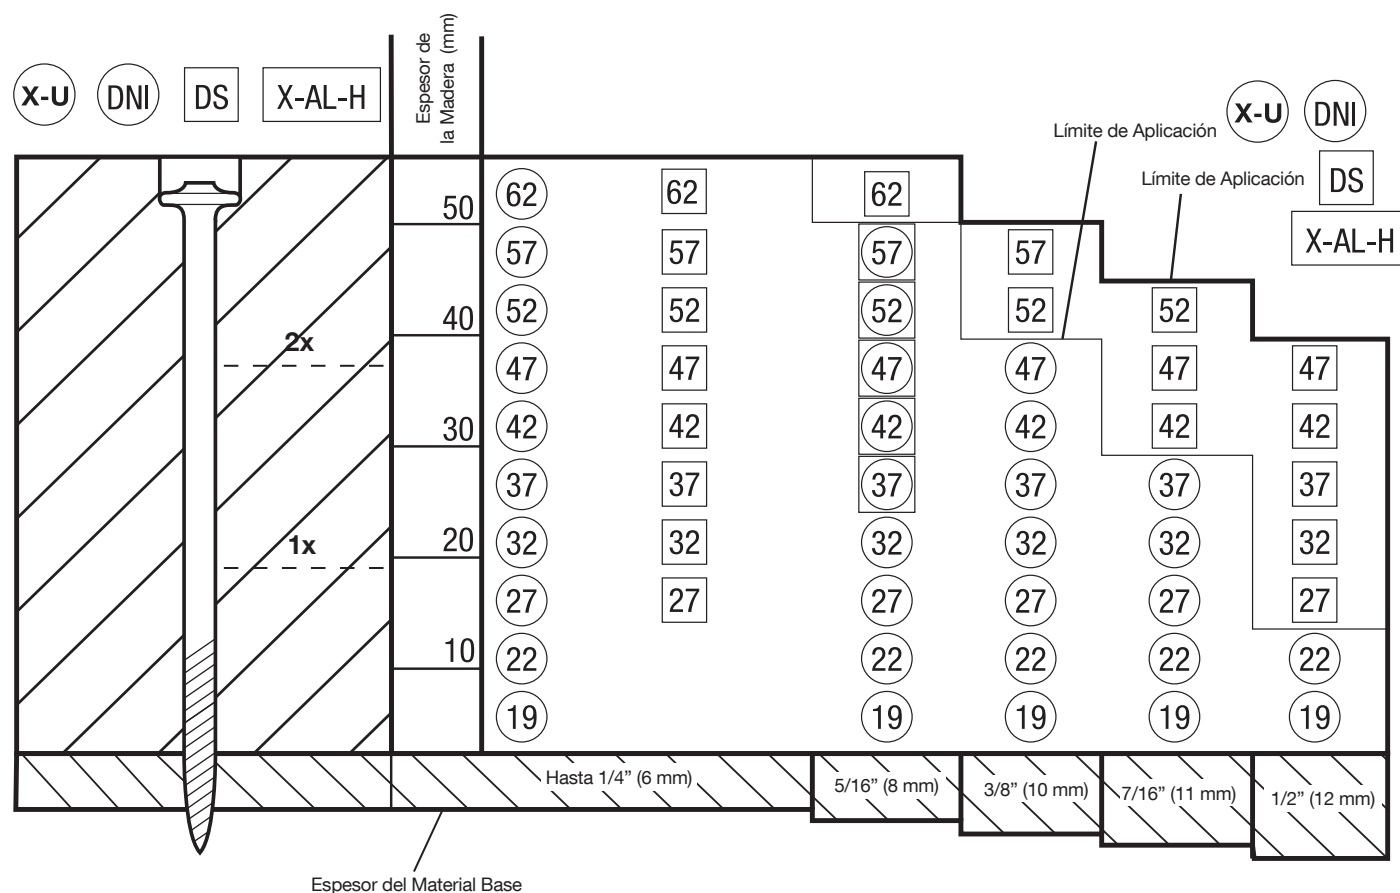 Espesor de
la Madera (mm)
X-U DNI DS X-AL-H
X-U DNI
Límite de Aplicación
Límite de Aplicación DS
X-AL-H
50 62 62 62
57 57 57 57
40 52 52 52 52 52
2x
47 47 47 47 47 47
30 42 42 42 42 42 42
37 37 37 37 37 37
20 32 32 32 32 32 32
1x
27 27 27 27 27 27
10 22 22 22 22 22
19 19 19 19 19
Hasta 1/4” (6 mm) 5/16” (8 mm) 3/8” (10 mm) 7/16” (11 mm) 1/2” (12 mm)
Espesor del Material Base